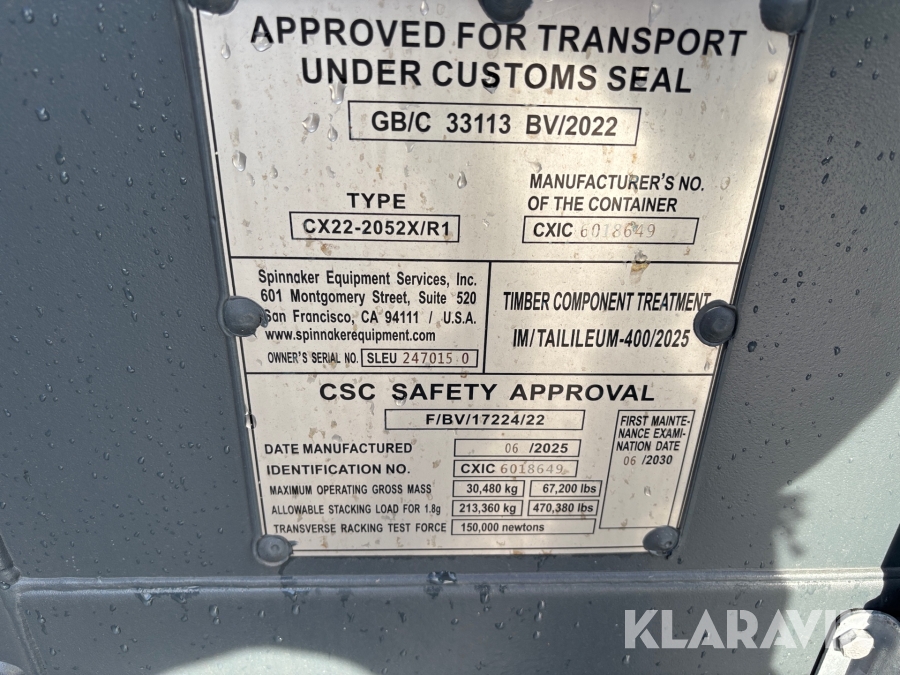 APPROVED FOR TRANSPORT
UNDER CUSTOMS SEAL
GB/C 33113 BV/2022
TYPE
CX22-2052X/R1
MANUFACTURER'S NO.
OF THE CONTAINER
CXIC 6018649
Spinnaker Equipment Services, Inc.
601 Montgomery Street, Suite 520
San Francisco, CA 94111 / U.S.A.
www.spinnakerequipment.com
OWNER'S SERIAL NO. SLEU 247015 0
TIMBER COMPONENT TREATMENT
IM/TAILILEUM-400/2025
CSC SAFETY APPROVAL
F/BV/17224/22
DATE MANUFACTURED 06 /2025
IDENTIFICATION NO. CXIC 6018649
MAXIMUM OPERATING GROSS MASS 30,480 kg 67,200 lbs
ALLOWABLE STACKING LOAD FOR 1.8g 213,360 kg 470,380 lbs
TRANSVERSE RACKING TEST FORCE 150,000 newtons
FIRST MAINTE-
NANCE EXAMI-
NATION DATE
06 /2030
KLARAVIK